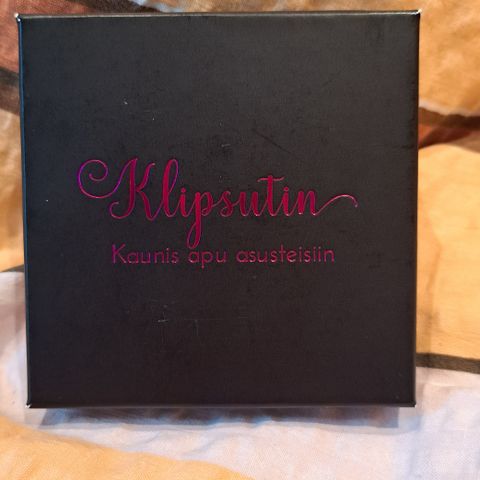 Klipsutin
Kaunis apu asusteisiin